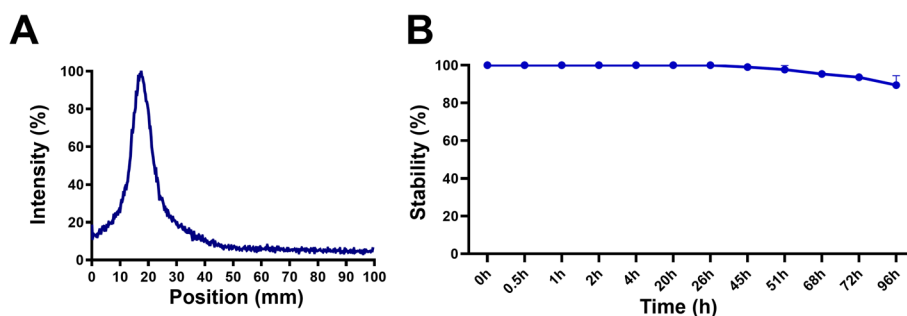 A
Intensity (%)
100
80
60
40
20
0
0 10 20 30 40 50 60 70 80 90 100
Position (mm)
B
Stability (%)
100
80
60
40
20
0
0h 0.5h 1h 2h 4h 20h 26h 45h 51h 68h 72h 96h
Time (h)